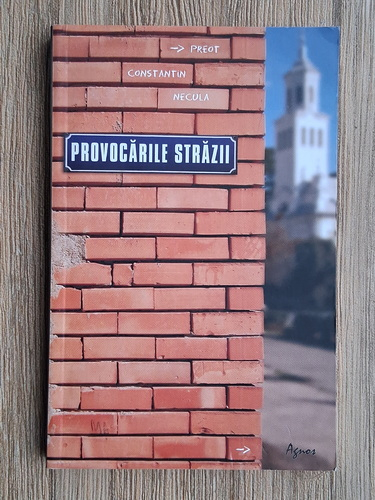 → PREOT
CONSTANTIN
NECULA
PROVOCĂRILE STRĂZII
→
Agnos